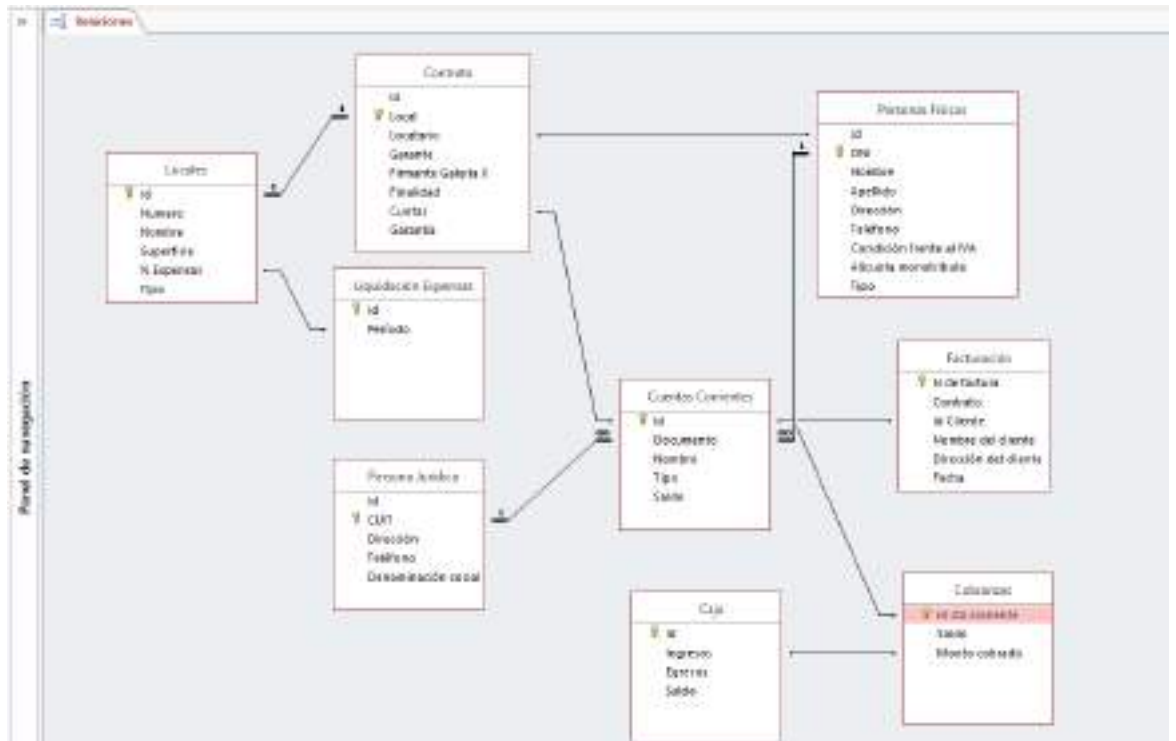 Relaciones
Panel de navegación
Contrato
Id
Local
Locatario
Garante
Firmante Galería X
Finalidad
Cuotas
Garantía
Personas Físicas
Id
DNI
Nombre
Apellido
Dirección
Teléfono
Condición frente al IVA
Alícuota monotributo
Tipo
Locales
Id
Numero
Nombre
Superficie
% Expensas
Tipo
Liquidación Expensas
Id
Período
Cuentas Corrientes
Id
Documento
Nombre
Tipo
Saldo
Facturación
Id de factura
Contrato
Id Cliente
Nombre del cliente
Dirección del cliente
Fecha
Persona Jurídica
Id
CUIT
Dirección
Teléfono
Denominación social
Caja
Id
Ingresos
Egresos
Saldo
Cobranzas
Monto cobrado